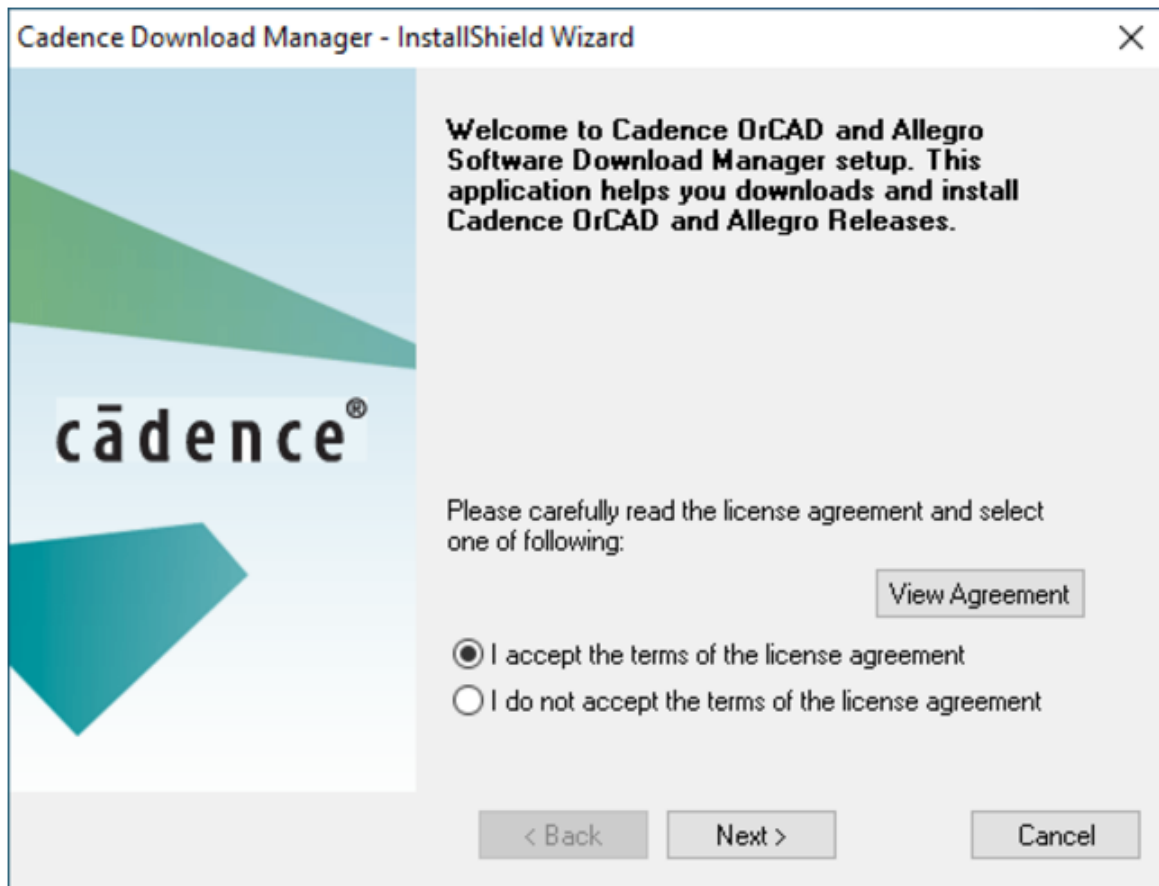 Cadence Download Manager - InstallShield Wizard
Welcome to Cadence OrCAD and Allegro
Software Download Manager setup. This
application helps you downloads and install
Cadence OrCAD and Allegro Releases.
cādence®
Please carefully read the license agreement and select
one of following:
View Agreement
I accept the terms of the license agreement
I do not accept the terms of the license agreement
< Back
Next >
Cancel